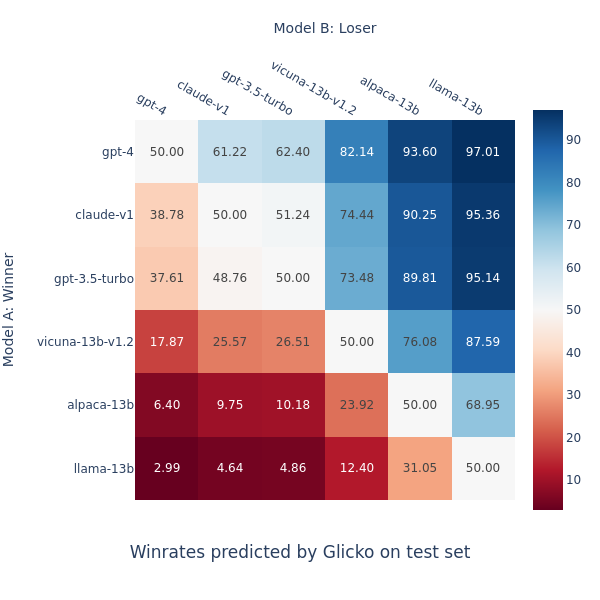 Model B: Loser
gpt-4 claude-v1 gpt-3.5-turbo vicuna-13b-v1.2 alpaca-13b llama-13b
gpt-4 50.00 61.22 62.40 82.14 93.60 97.01
claude-v1 38.78 50.00 51.24 74.44 90.25 95.36
gpt-3.5-turbo 37.61 48.76 50.00 73.48 89.81 95.14
vicuna-13b-v1.2 17.87 25.57 26.51 50.00 76.08 87.59
alpaca-13b 6.40 9.75 10.18 23.92 50.00 68.95
llama-13b 2.99 4.64 4.86 12.40 31.05 50.00
Model A: Winner
90
80
70
60
50
40
30
20
10
Winrates predicted by Glicko on test set